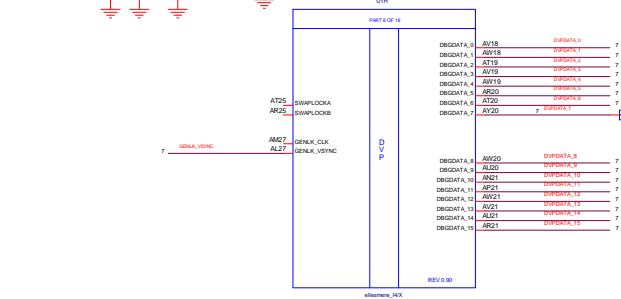 U1H
PART 8 OF 18
DBGDATA_0 AV18 DVPDATA_0 7
DBGDATA_1 AW18 DVPDATA_1 7
DBGDATA_2 AT19 DVPDATA_2 7
DBGDATA_3 AV19 DVPDATA_3 7
DBGDATA_4 AW19 DVPDATA_4 7
DBGDATA_5 AR20 DVPDATA_5 7
AT25 SWAPLOCKA DBGDATA_6 AT20 DVPDATA_6 7
AR25 SWAPLOCKB DBGDATA_7 AY20 7 DVPDATA_7
AM27 GENLK_CLK
7 GENLK_VSYNC AL27 GENLK_VSYNC
DVP
DBGDATA_8 AW20 DVPDATA_8 7
DBGDATA_9 AU20 DVPDATA_9 7
DBGDATA_10 AN21 DVPDATA_10 7
DBGDATA_11 AP21 DVPDATA_11 7
DBGDATA_12 AW21 DVPDATA_12 7
DBGDATA_13 AV21 DVPDATA_13 7
DBGDATA_14 AU21 DVPDATA_14 7
DBGDATA_15 AR21 DVPDATA_15 7
REV 0.90